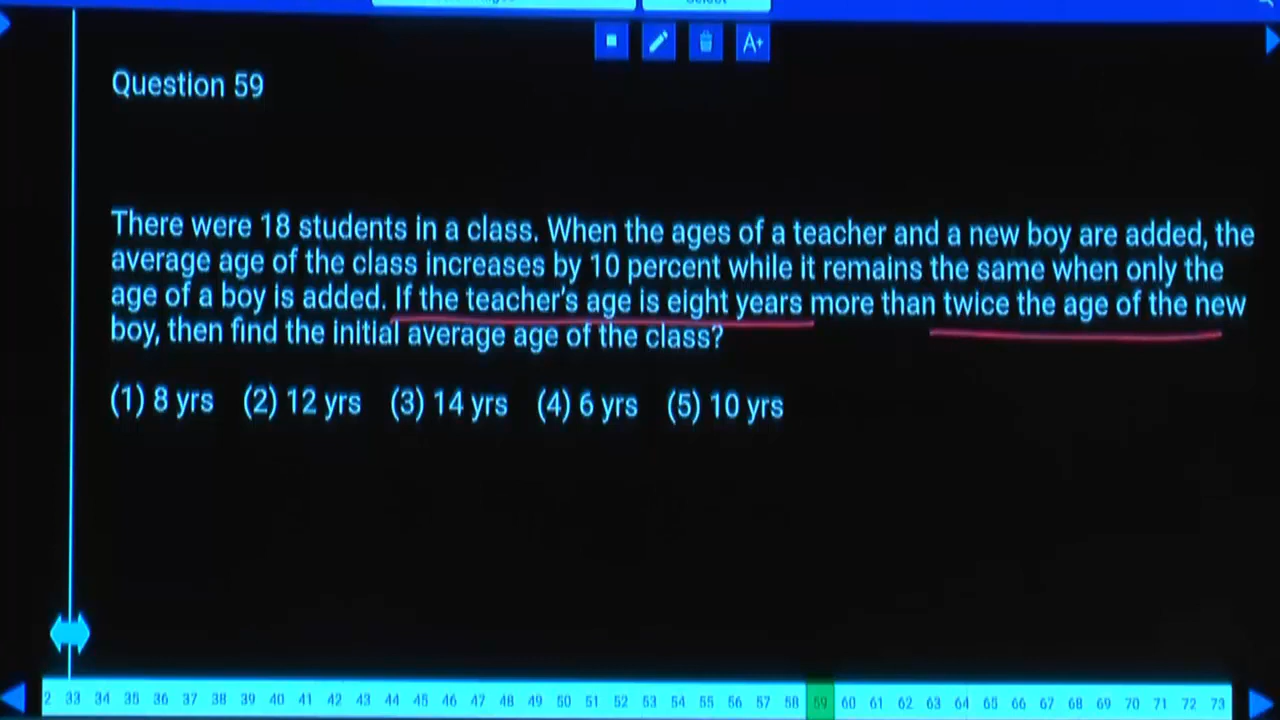 Select
A+
Question 59
There were 18 students in a class. When the ages of a teacher and a new boy are added, the
average age of the class increases by 10 percent while it remains the same when only the
age of a boy is added. If the teacher's age is eight years more than twice the age of the new
boy, then find the initial average age of the class?
(1) 8 yrs (2) 12 yrs (3) 14 yrs (4) 6 yrs (5) 10 yrs
2 33 34 35 36 37 38 39 40 41 42 43 44 45 46 47 48 49 50 51 52 53 54 55 56 57 58 59 60 61 62 63 64 65 66 67 68 69 70 71 72 73